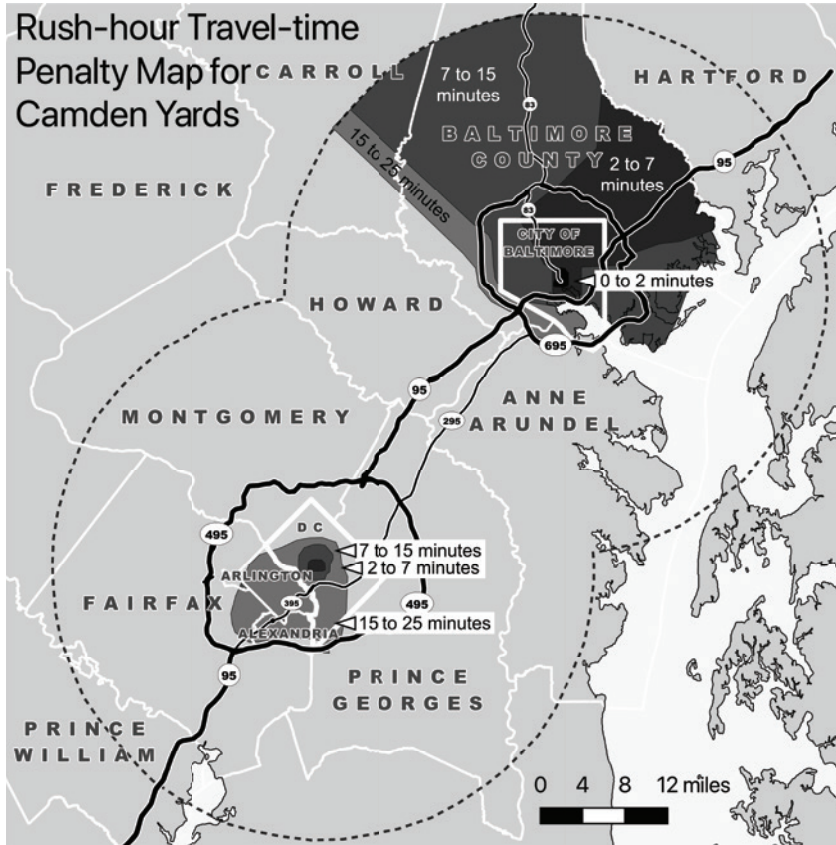 Rush-hour Travel-time
Penalty Map for
Camden Yards
CARROLL
7 to 15
minutes
HARTFORD
83
BALTIMORE
COUNTY
15 to 25 minutes
2 to 7
minutes
95
FREDERICK
83
CITY OF
BALTIMORE
0 to 2 minutes
HOWARD
695
95
ANNE
ARUNDEL
295
MONTGOMERY
495
D C
7 to 15 minutes
2 to 7 minutes
ARLINGTON
FAIRFAX
395
495
15 to 25 minutes
ALEXANDRIA
95
PRINCE
GEORGES
PRINCE
WILLIAM
0 4 8 12 miles